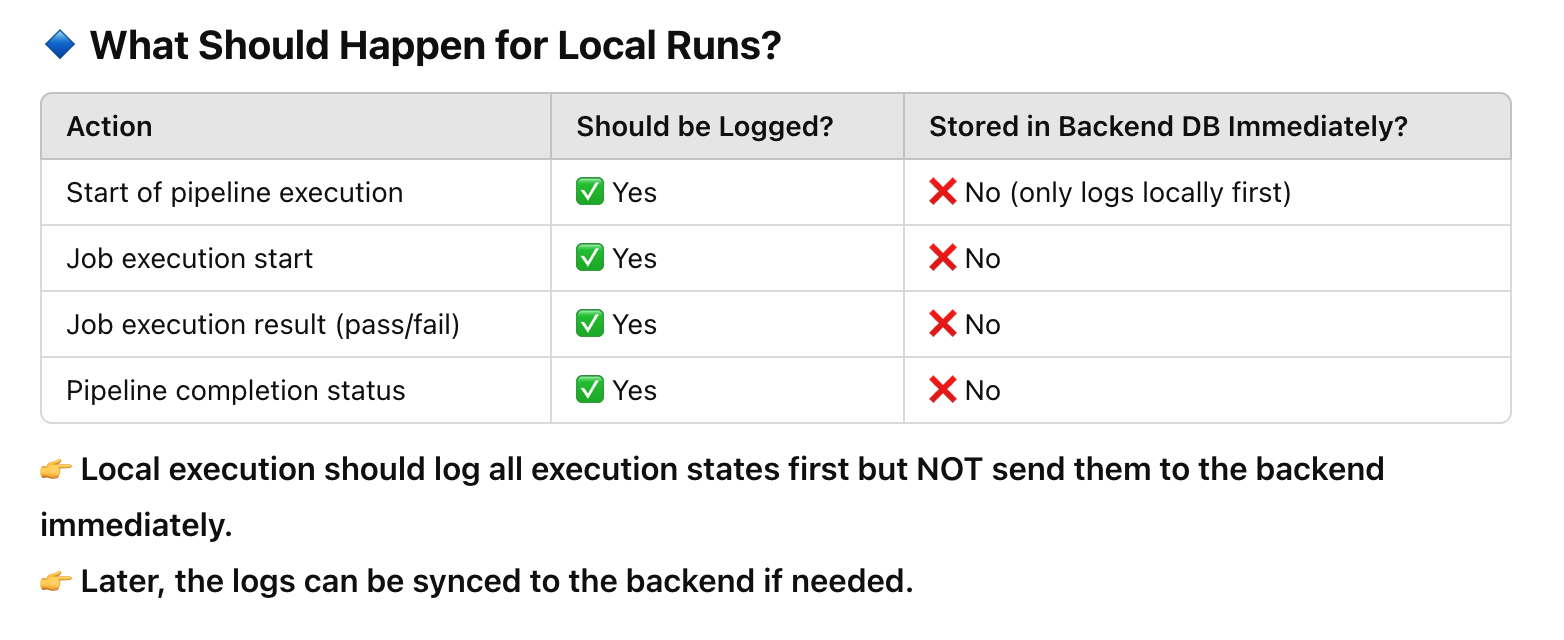 🔷 What Should Happen for Local Runs?
Action Should be Logged? Stored in Backend DB Immediately?
Start of pipeline execution ✅ Yes ❌ No (only logs locally first)
Job execution start ✅ Yes ❌ No
Job execution result (pass/fail) ✅ Yes ❌ No
Pipeline completion status ✅ Yes ❌ No
👉 Local execution should log all execution states first but NOT send them to the backend
immediately.
👉 Later, the logs can be synced to the backend if needed.